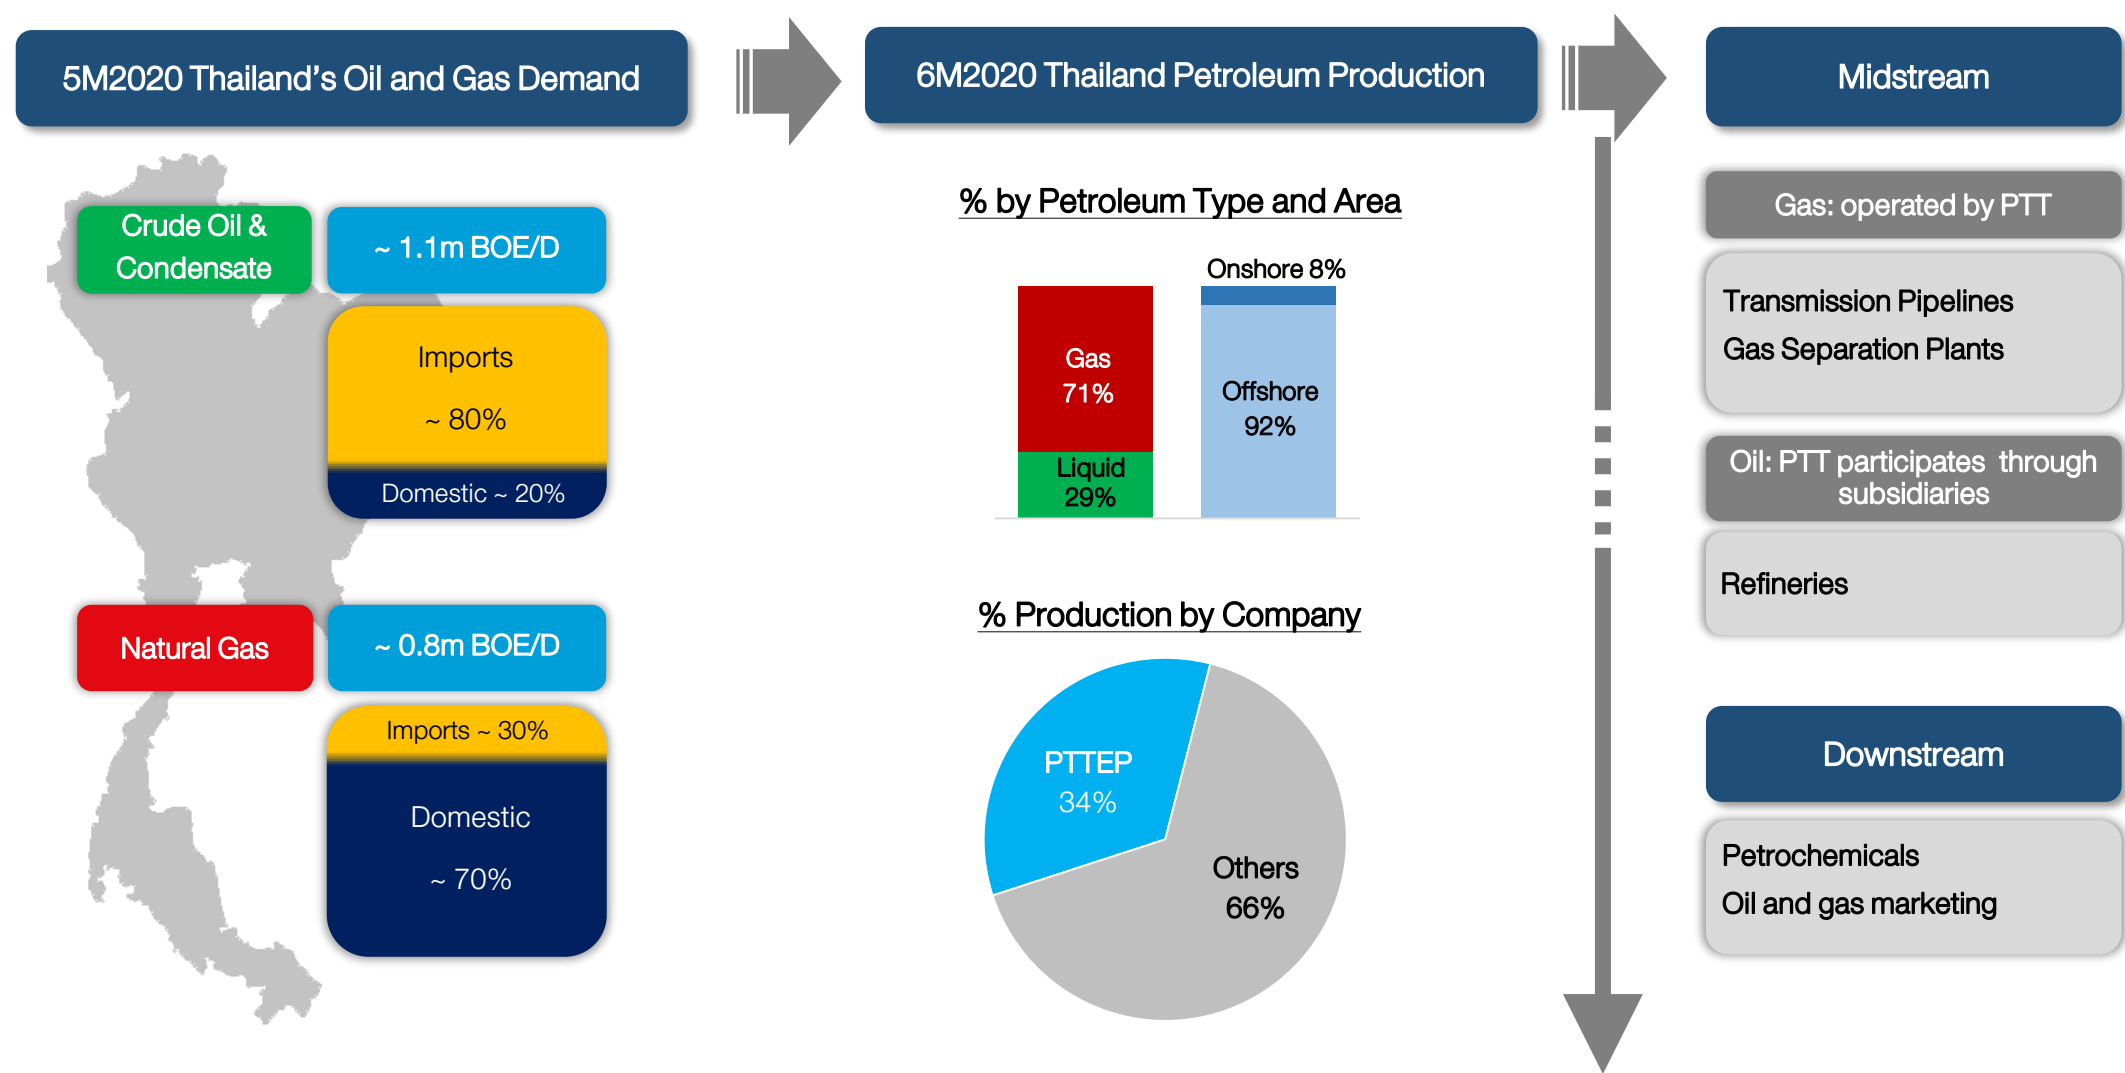 5M2020 Thailand’s Oil and Gas Demand
Crude Oil &
Condensate
~ 1.1m BOE/D
Imports
~ 80%
Domestic ~ 20%
Natural Gas
~ 0.8m BOE/D
Imports ~ 30%
Domestic
~ 70%
6M2020 Thailand Petroleum Production
% by Petroleum Type and Area
Onshore 8%
Gas
71%
Offshore
92%
Liquid
29%
% Production by Company
PTTEP
34%
Others
66%
Midstream
Gas: operated by PTT
Transmission Pipelines
Gas Separation Plants
Oil: PTT participates  through
subsidiaries
Refineries
Downstream
Petrochemicals
Oil and gas marketing